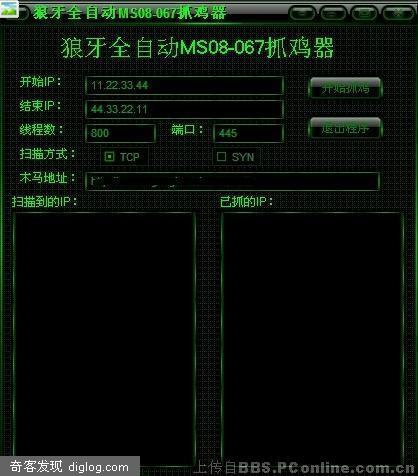 狼牙全自动MS08-067抓鸡器
狼牙全自动MS08-067抓鸡器
开始IP： 11.22.33.44 开始抓鸡
结束IP： 44.33.22.11
线程数： 800 端口： 445 退出程序
扫描方式： TCP SYN
木马地址：
扫描到的IP： 已抓的IP：
奇客发现 diglog.com 上传自BBS.PConline.com.cn